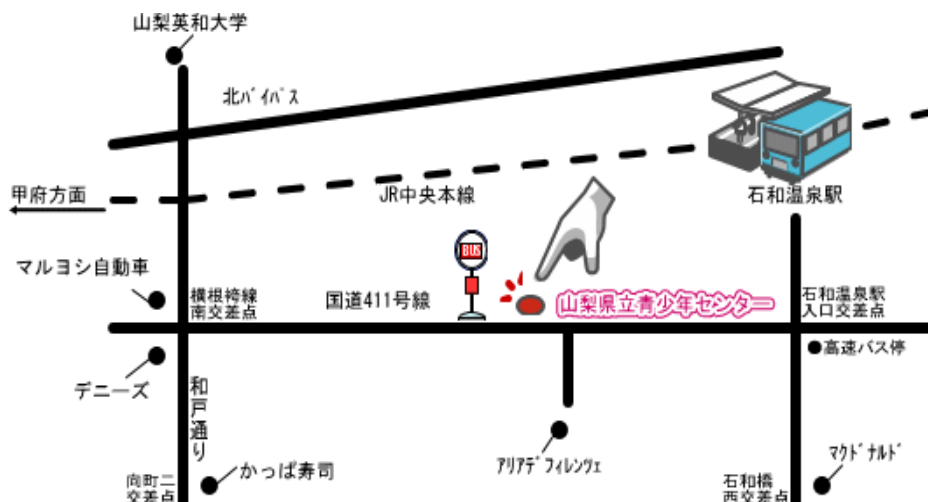 山梨英和大学
北ﾊﾞｲﾊﾟｽ
甲府方面
JR中央本線
石和温泉駅
マルヨシ自動車
BUS
横根袴線
南交差点
国道411号線
山梨県立青少年センター
石和温泉駅
入口交差点
高速バス停
デニーズ
和戸通り
アリアデフィレンツェ
マクドナルド
かっぱ寿司
向町二
交差点
石和橋
西交差点